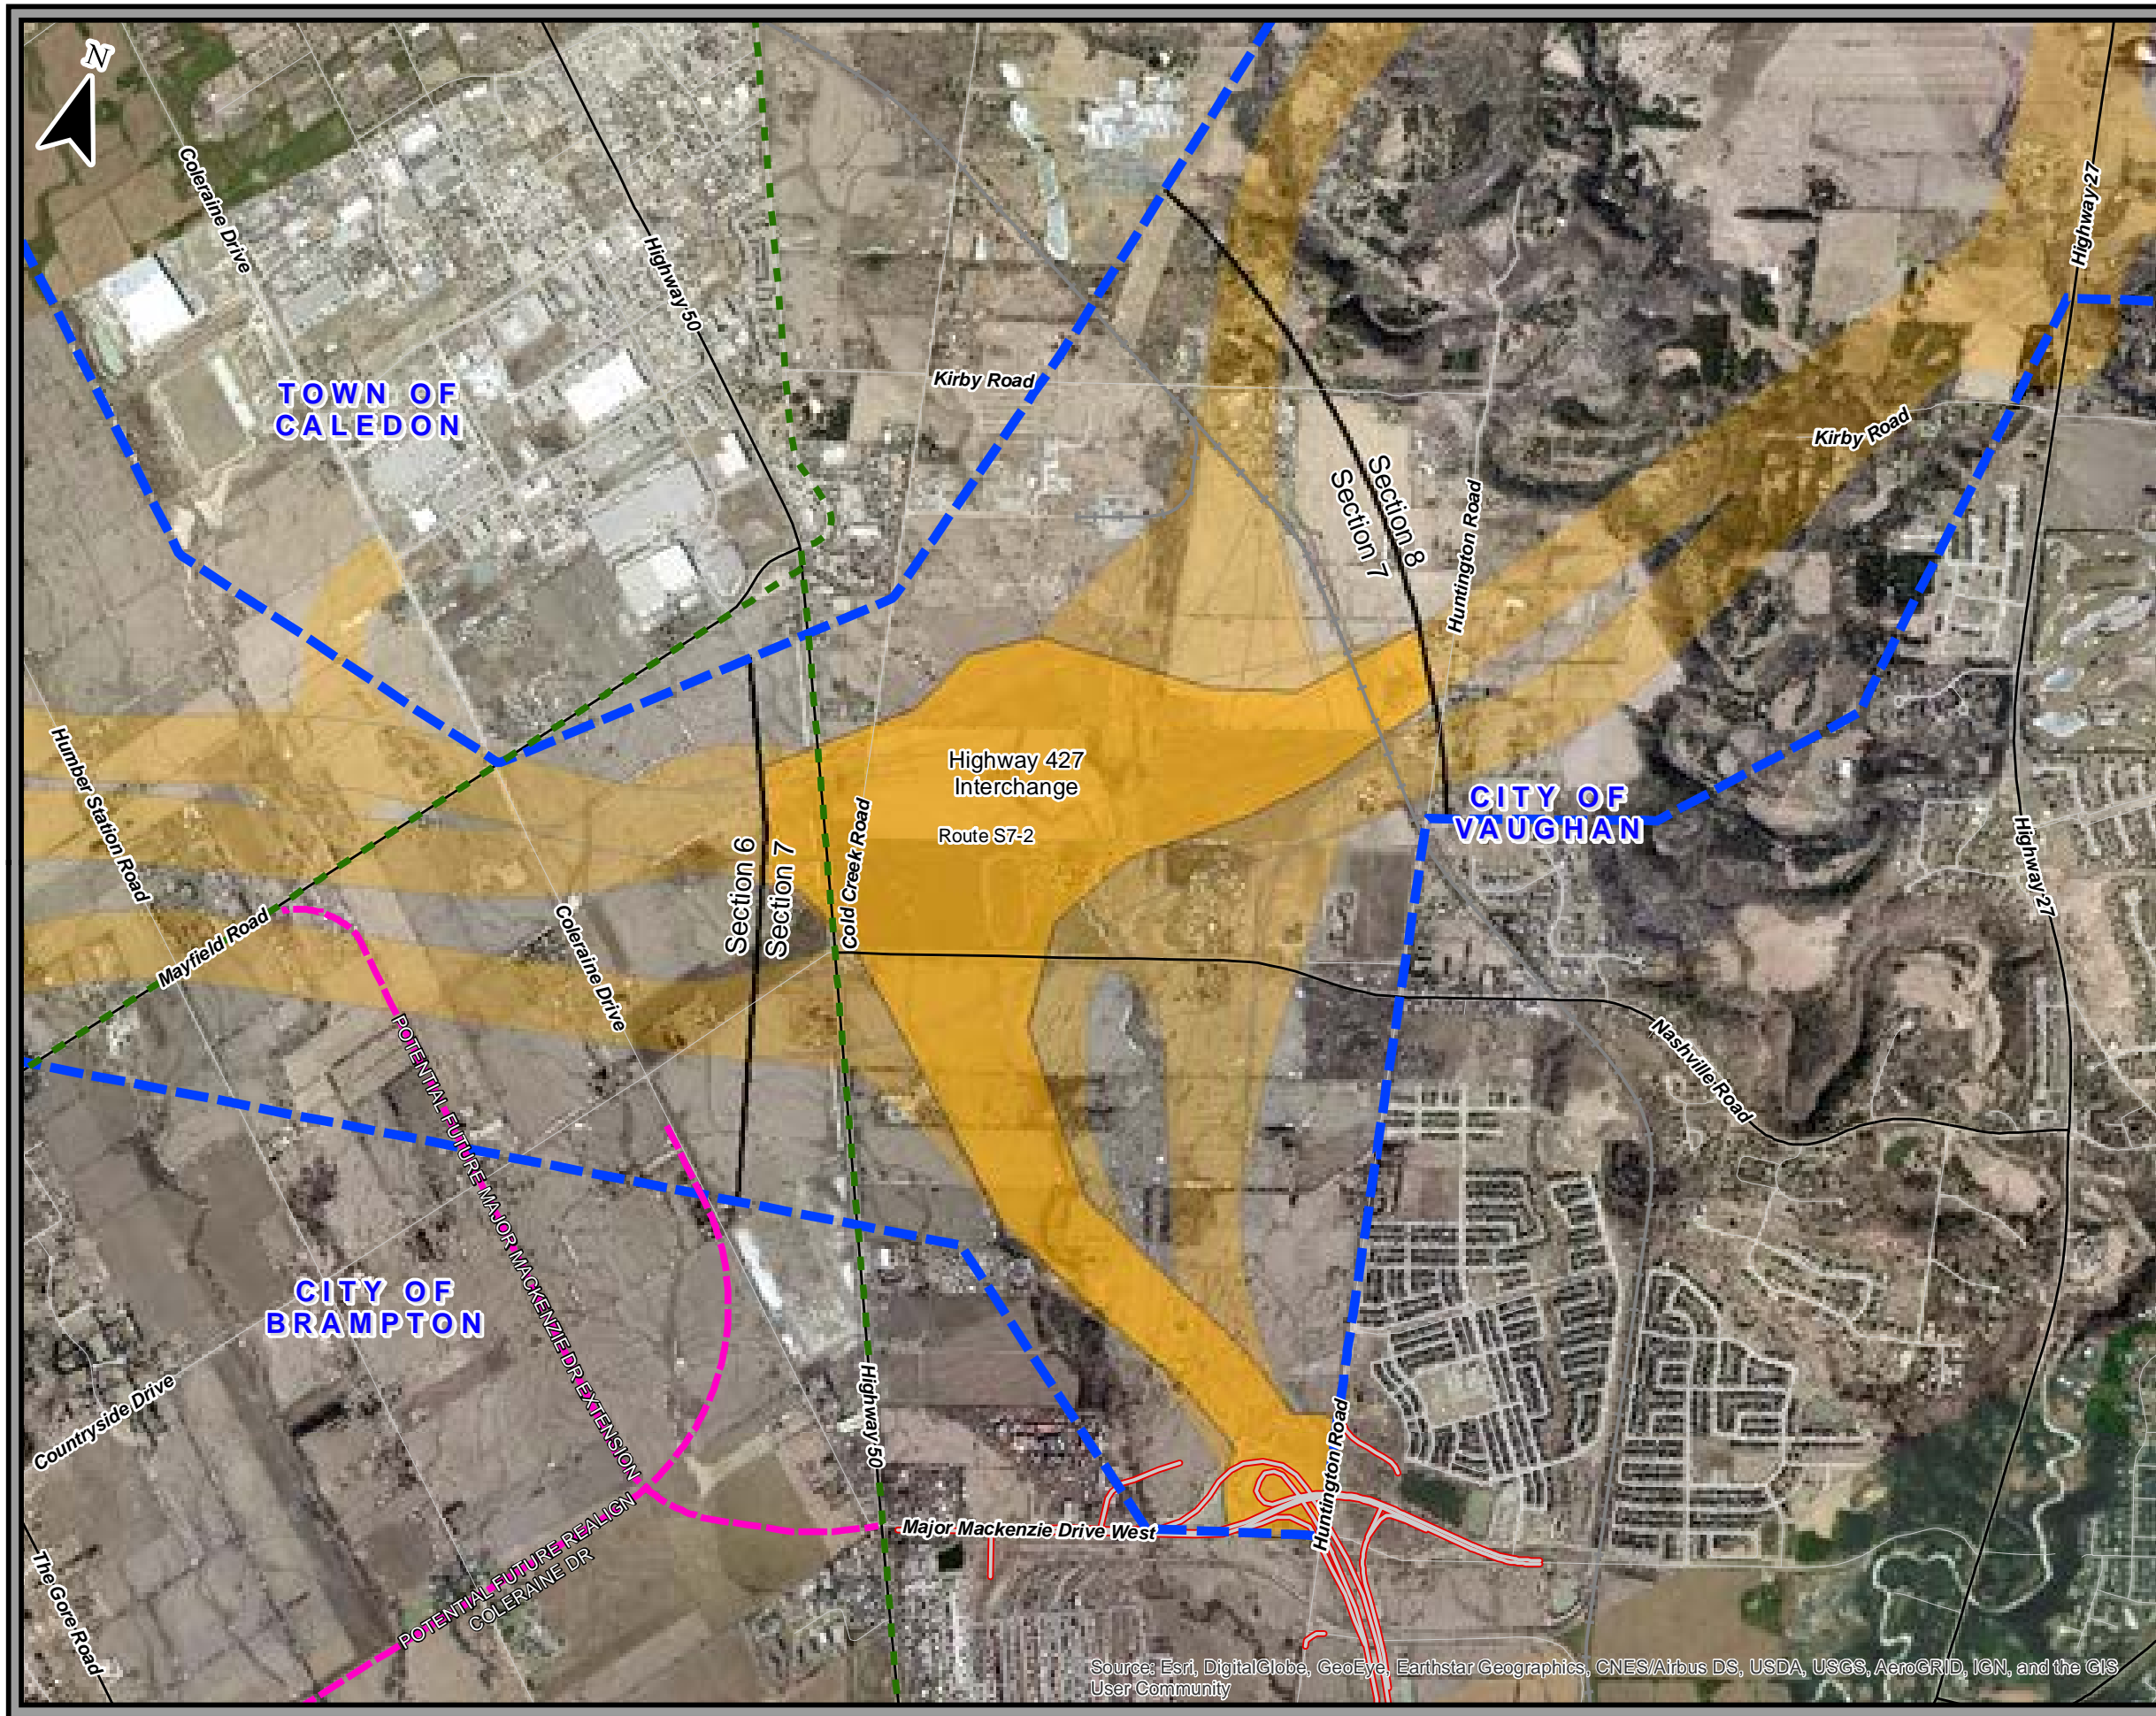 N
Coleraine Drive
Highway 50
Highway 27
TOWN OF
CALEDON
Kirby Road
Kirby Road
Section 8
Section 7
Huntington Road
Humber Station Road
Highway 427
Interchange
Route S7-2
CITY OF
VAUGHAN
Cold Creek Road
Section 6
Section 7
Highway 27
Mayfield Road
Coleraine Drive
Nashville Road
POTENTIAL FUTURE MAJOR MACKENZIE DR EXTENSION
CITY OF
BRAMPTON
Countryside Drive
Highway 50
Huntington Road
Major Mackenzie Drive West
POTENTIAL FUTURE REALIGN
COLERAINE DR
The Gore Road
Source: Esri, DigitalGlobe, GeoEye, Earthstar Geographics, CNES/Airbus DS, USDA, USGS, AeroGRID, IGN, and the GIS
User Community